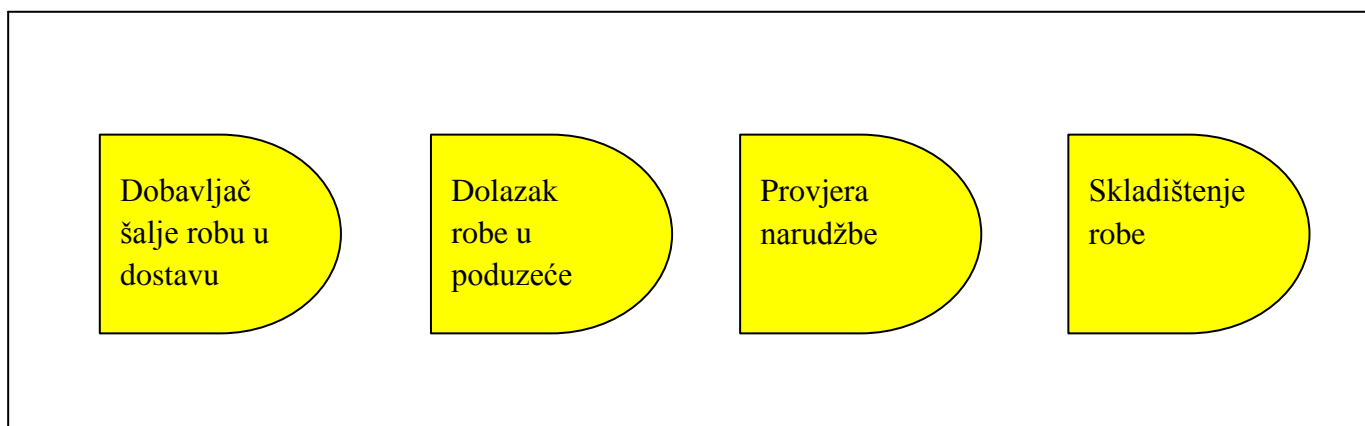 Dobavljač
šalje robu u
dostavu
Dolazak
robe u
poduzeće
Provjera
narudžbe
Skladištenje
robe